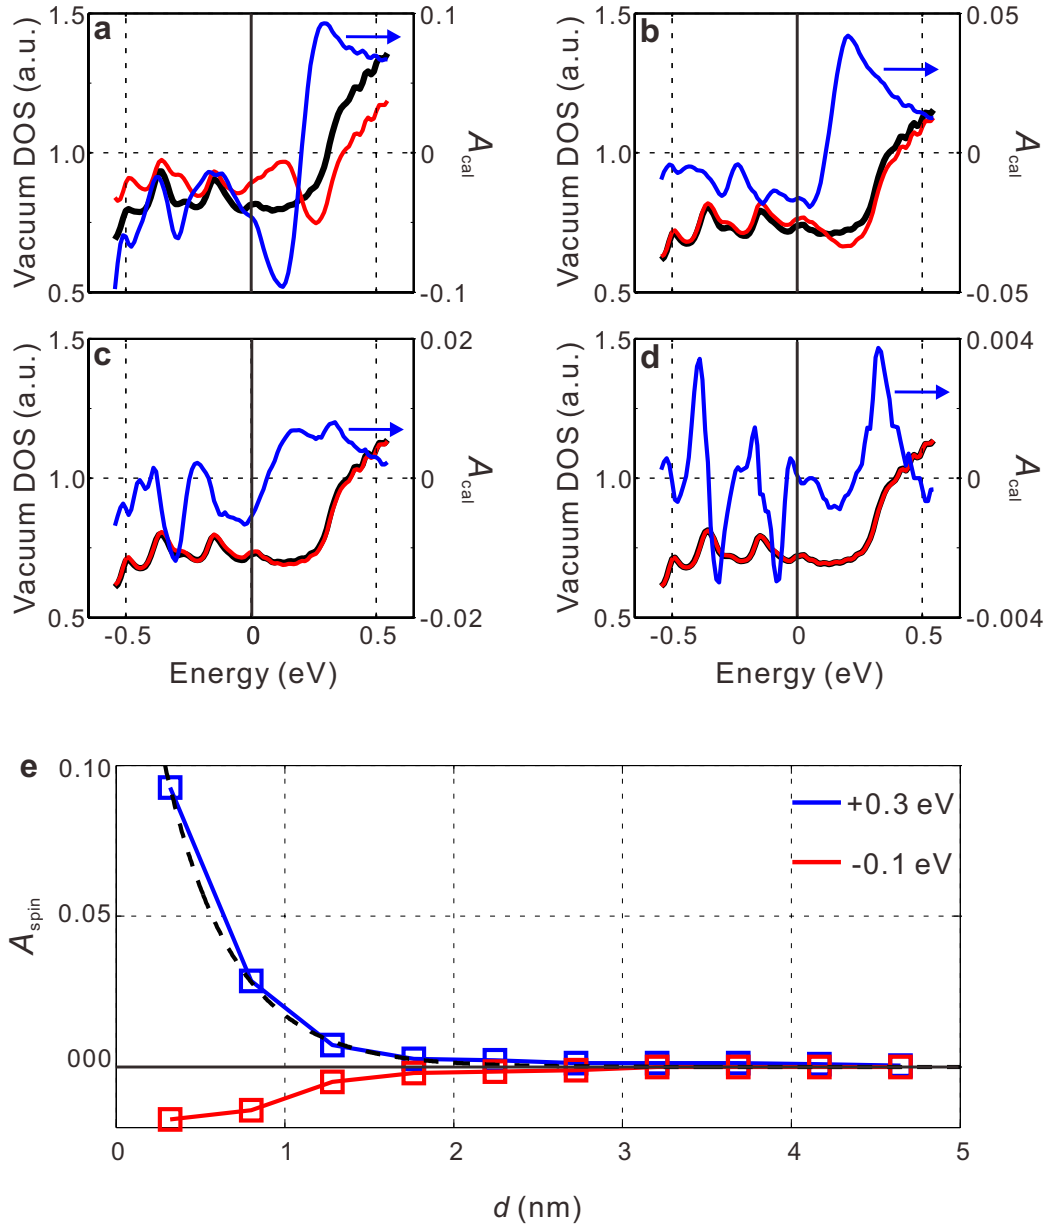 a
b
1.5
1.0
0.5
Vacuum DOS (a.u.)
0.1
0
-0.1
A cal
1.5
1.0
0.5
Vacuum DOS (a.u.)
0.05
0
-0.05
A cal
c
d
1.5
1.0
0.5
Vacuum DOS (a.u.)
0.02
0
-0.02
A cal
-0.5 0 0.5
Energy (eV)
1.5
1.0
0.5
Vacuum DOS (a.u.)
0.004
0
-0.004
A cal
-0.5 0 0.5
Energy (eV)
e
0.10
0.05
000
A spin
+0.3 eV
-0.1 eV
0 1 2 3 4 5
d (nm)